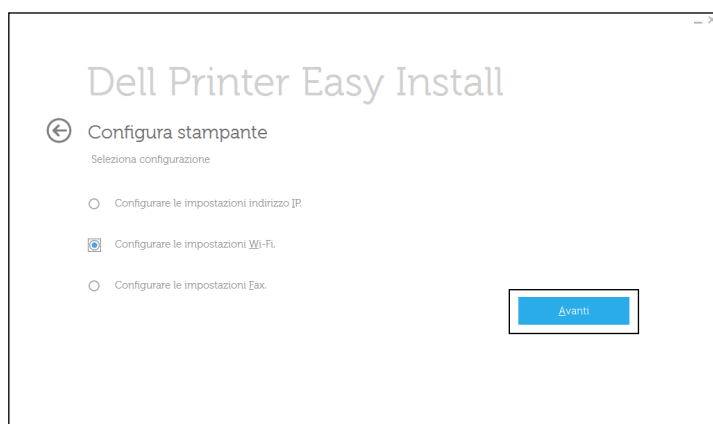 Dell Printer Easy Install
Configura stampante
Seleziona configurazione
Configurare le impostazioni indirizzo IP.
Configurare le impostazioni Wi-Fi.
Configurare le impostazioni Fax.
Avanti